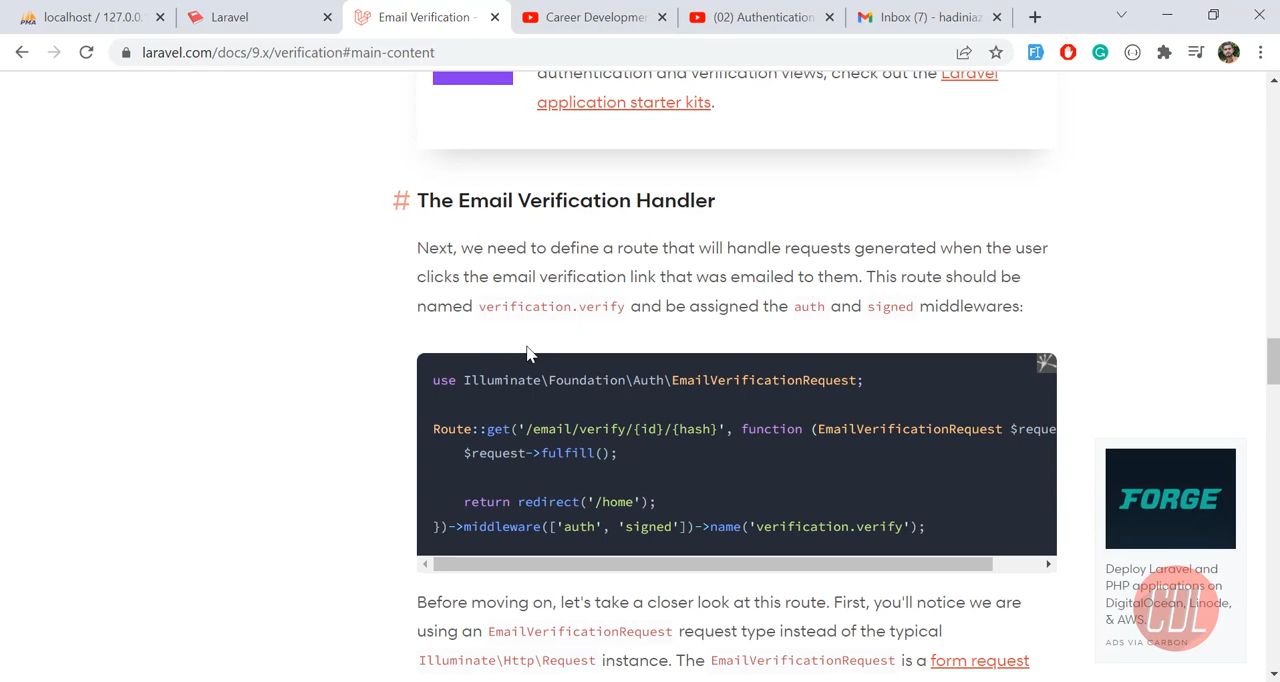 localhost / 127.0.0.
Laravel
Email Verification -
Career Developme
(02) Authentication
Inbox (7) - hadiniaz
laravel.com/docs/9.x/verification#main-content
authentication and verification views, check out the Laravel
application starter kits.
# The Email Verification Handler
Next, we need to define a route that will handle requests generated when the user
clicks the email verification link that was emailed to them. This route should be
named verification.verify and be assigned the auth and signed middlewares:
use Illuminate\Foundation\Auth\EmailVerificationRequest;
Route::get('/email/verify/{id}/{hash}', function (EmailVerificationRequest $reque
$request->fulfill();
return redirect('/home');
})->middleware(['auth', 'signed'])->name('verification.verify');
Before moving on, let's take a closer look at this route. First, you'll notice we are
using an EmailVerificationRequest request type instead of the typical
Illuminate\Http\Request instance. The EmailVerificationRequest is a form request
FORGE
Deploy Laravel and
PHP applications on
DigitalOcean, Linode,
& AWS.
ADS VIA CARBON
CDL